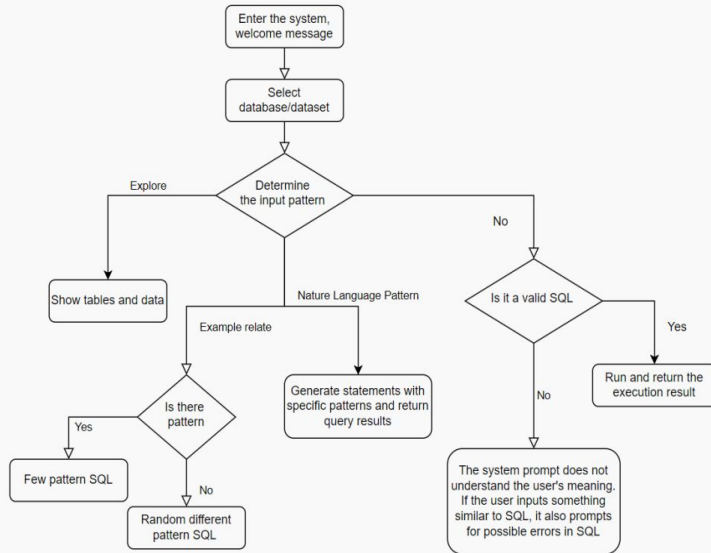 Enter the system,
welcome message
Select
database/dataset
Explore
Determine
the input pattern
No
Show tables and data
Nature Language Pattern
Is it a valid SQL
Example relate
Yes
Is there
pattern
Generate statements with
specific patterns and return
query results
Run and return the
execution result
Yes
No
Few pattern SQL
No
Random different
pattern SQL
The system prompt does not
understand the user's meaning.
If the user inputs something
similar to SQL, it also prompts
for possible errors in SQL